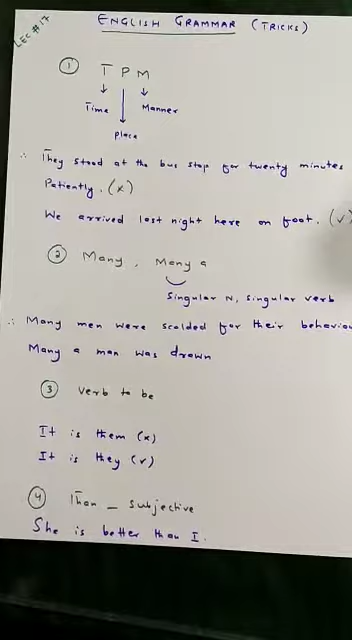 LEC # 17
ENGLISH GRAMMAR (TRICKS)
① T P M
Time Manner
place
∴ They stood at the bus stop for twenty minutes
Patiently. (x)
We arrived last night here on foot. (v)
② Many , Many a
Singular N, singular verb
∴ Many men were scolded for their behaviou
Many a man was drawn
③ Verb to be
It is them (x)
It is they (v)
④ Than _ subjective
She is better than I.